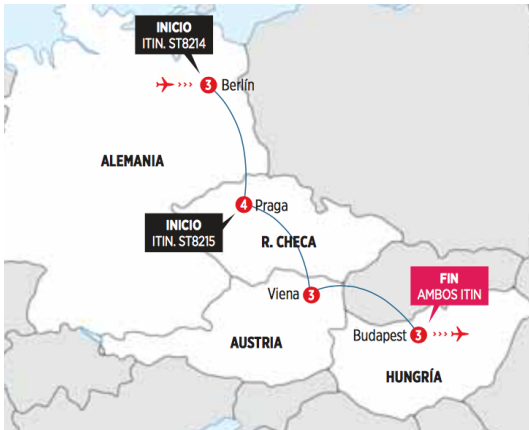 INICIO
ITIN. ST8214
3 Berlín
ALEMANIA
4 Praga
INICIO
ITIN. ST8215
R. CHECA
Viena 3
FIN
AMBOS ITIN
Budapest 3
AUSTRIA
HUNGRÍA